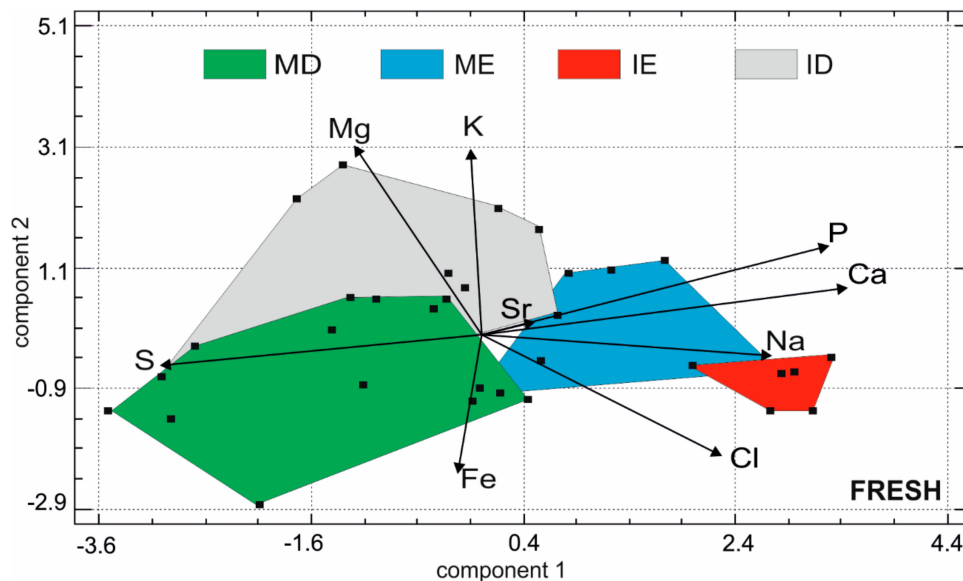 5.1
MD ME IE ID
Mg K
3.1
P
component 2
1.1
Ca
Sr
Na
S
-0.9
Cl
Fe
FRESH
-2.9
-3.6 -1.6 0.4 2.4 4.4
component 1